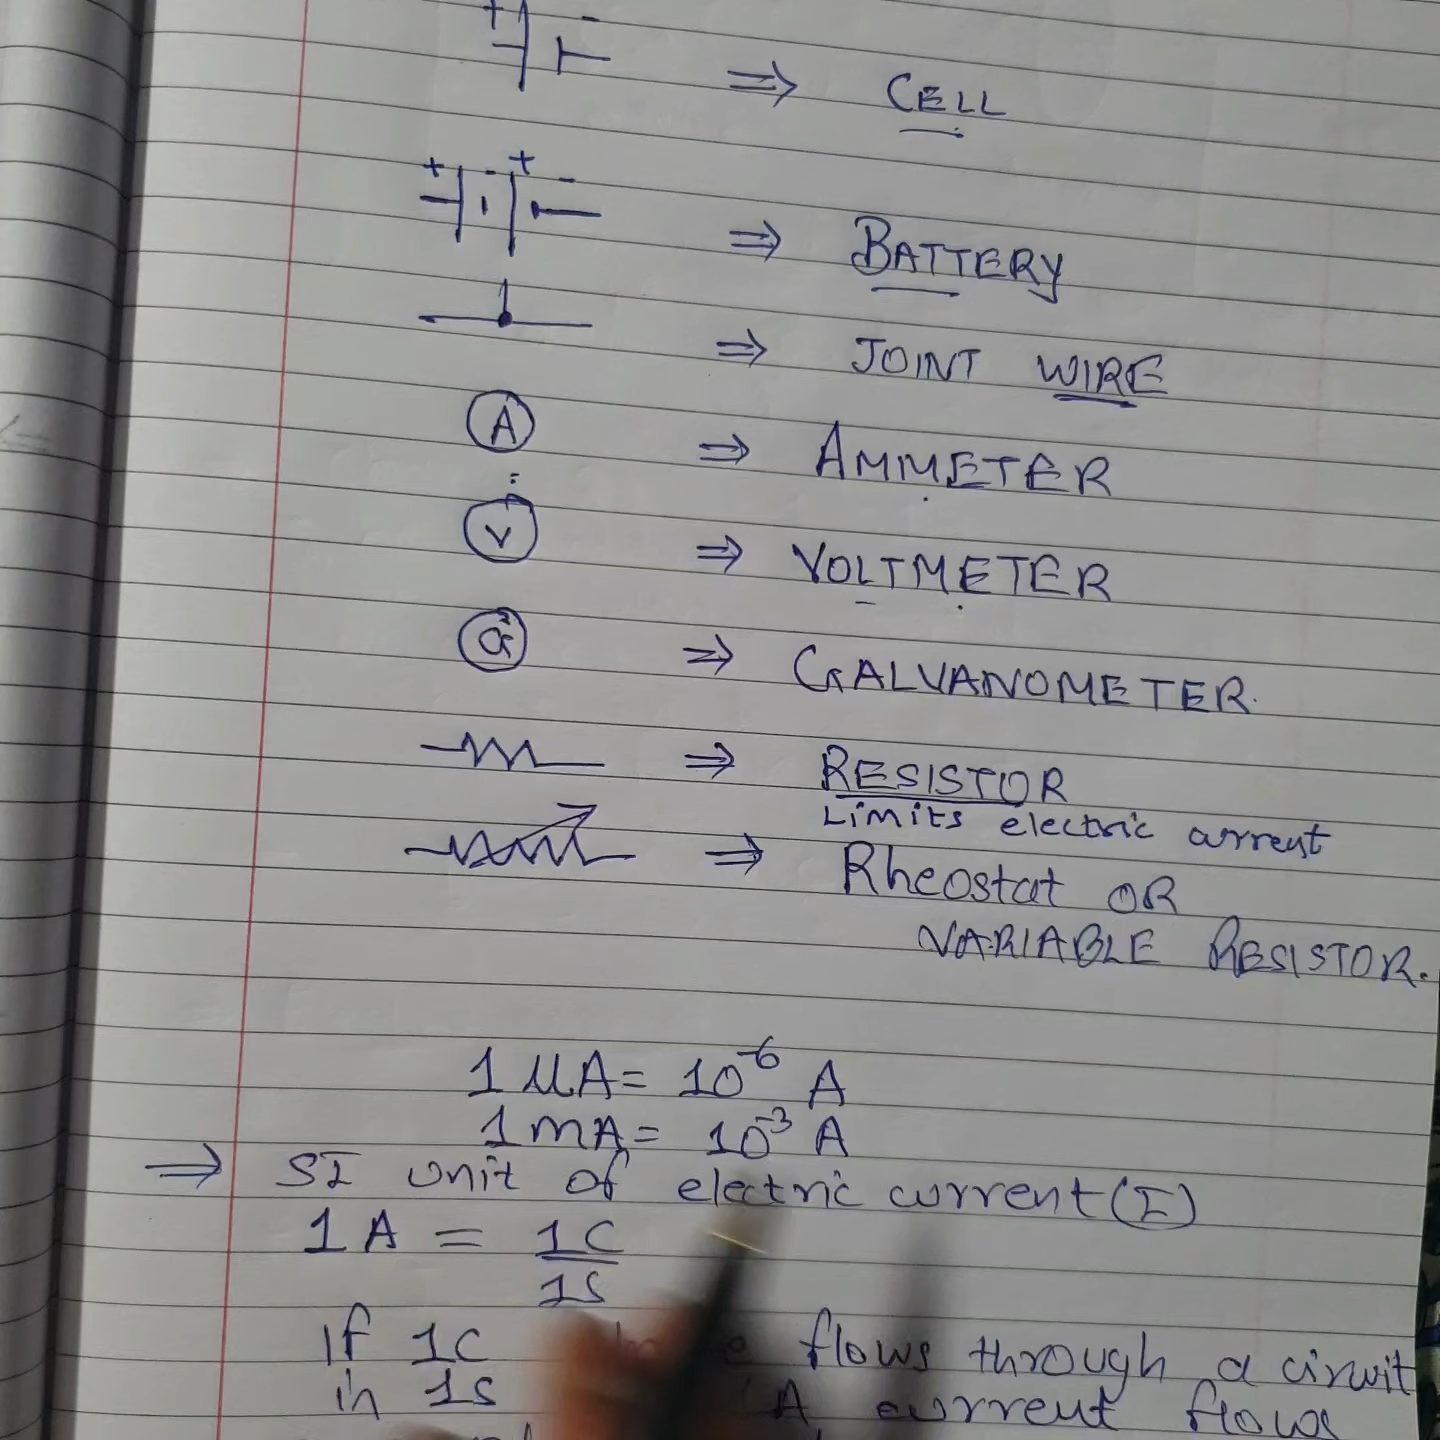 + -
⇒ CELL
+ - + -
⇒ BATTERY
⇒ JOINT WIRE
A ⇒ AMMETER
V ⇒ VOLTMETER
G ⇒ GALVANOMETER.
⇒ RESISTOR
Limits electric current
⇒ Rheostat OR
VARIABLE RESISTOR.
1 μA = 10⁻⁶ A
1 mA = 10⁻³ A
⇒ SI unit of electric current (I)
1 A = 1C
1S
If 1C flows through a circuit
in 1s A current flows